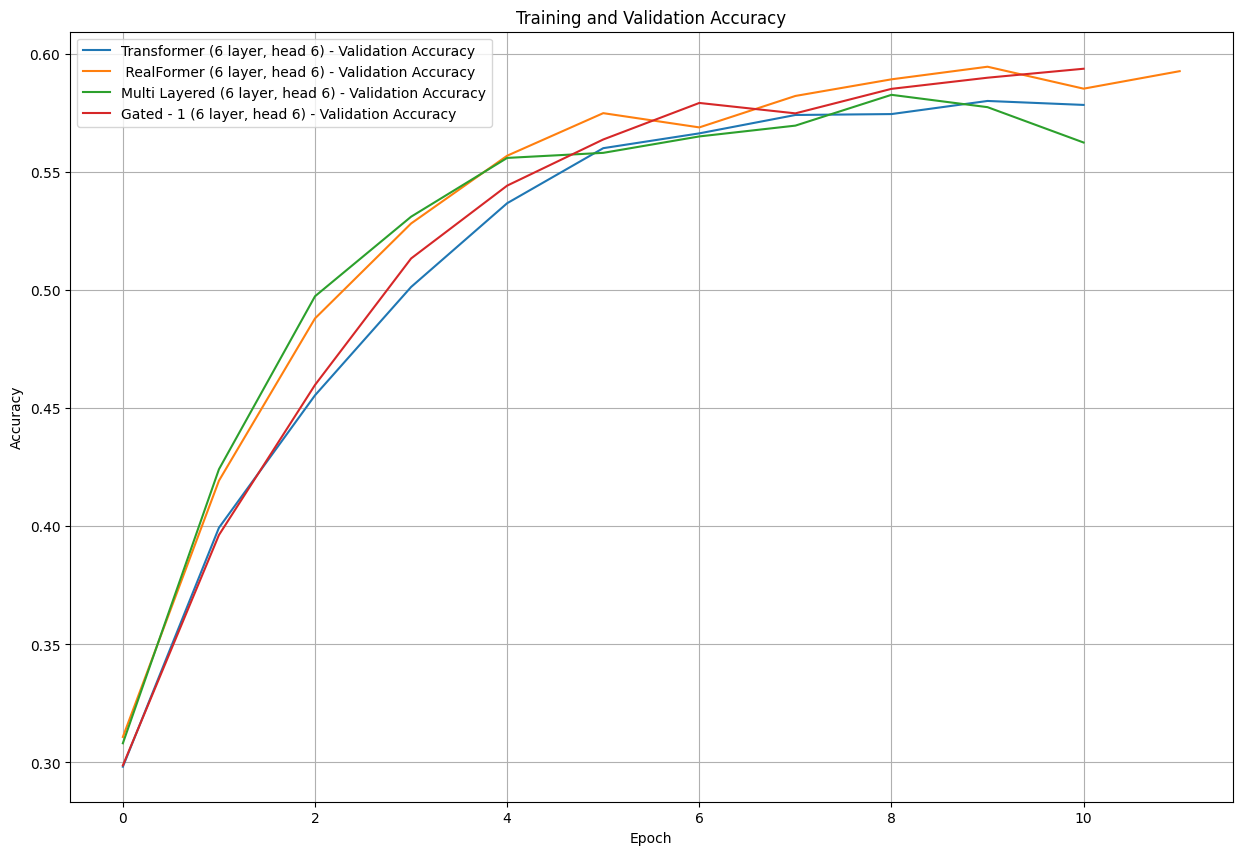 Training and Validation Accuracy
Transformer (6 layer, head 6) - Validation Accuracy
RealFormer (6 layer, head 6) - Validation Accuracy
Multi Layered (6 layer, head 6) - Validation Accuracy
Gated - 1 (6 layer, head 6) - Validation Accuracy
0.60
0.55
0.50
0.45
0.40
0.35
0.30
Accuracy
0 2 4 6 8 10
Epoch